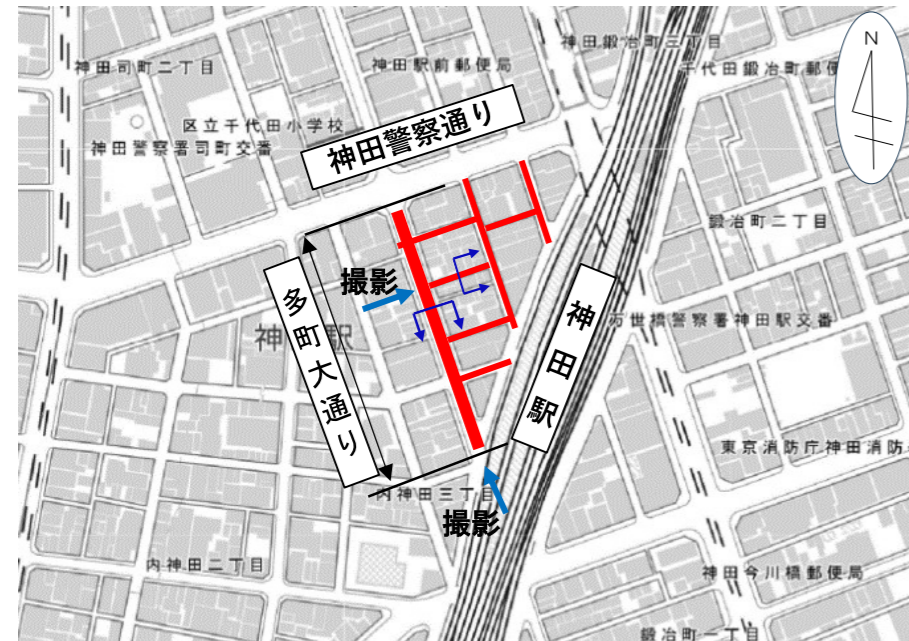 神田鍛冶町三丁目
N
神田司町二丁目
神田駅前郵便局
千代田鍛冶町郵便
区立千代田小学校
神田警察通り
神田警察署司町交番
鍛冶町二丁目
撮影
多町大通り
神田駅
万世橋警察署神田駅交番
東京消防庁神田消防
内神田三丁目
撮影
内神田二丁目
神田今川橋郵便局
鍛冶町一丁目